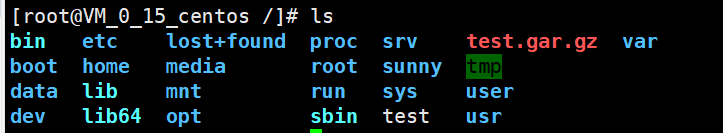 [root@VM_0_15_centos /]# ls
bin etc lost+found proc srv test.gar.gz var
boot home media root sunny tmp
data lib mnt run sys user
dev lib64 opt sbin test usr